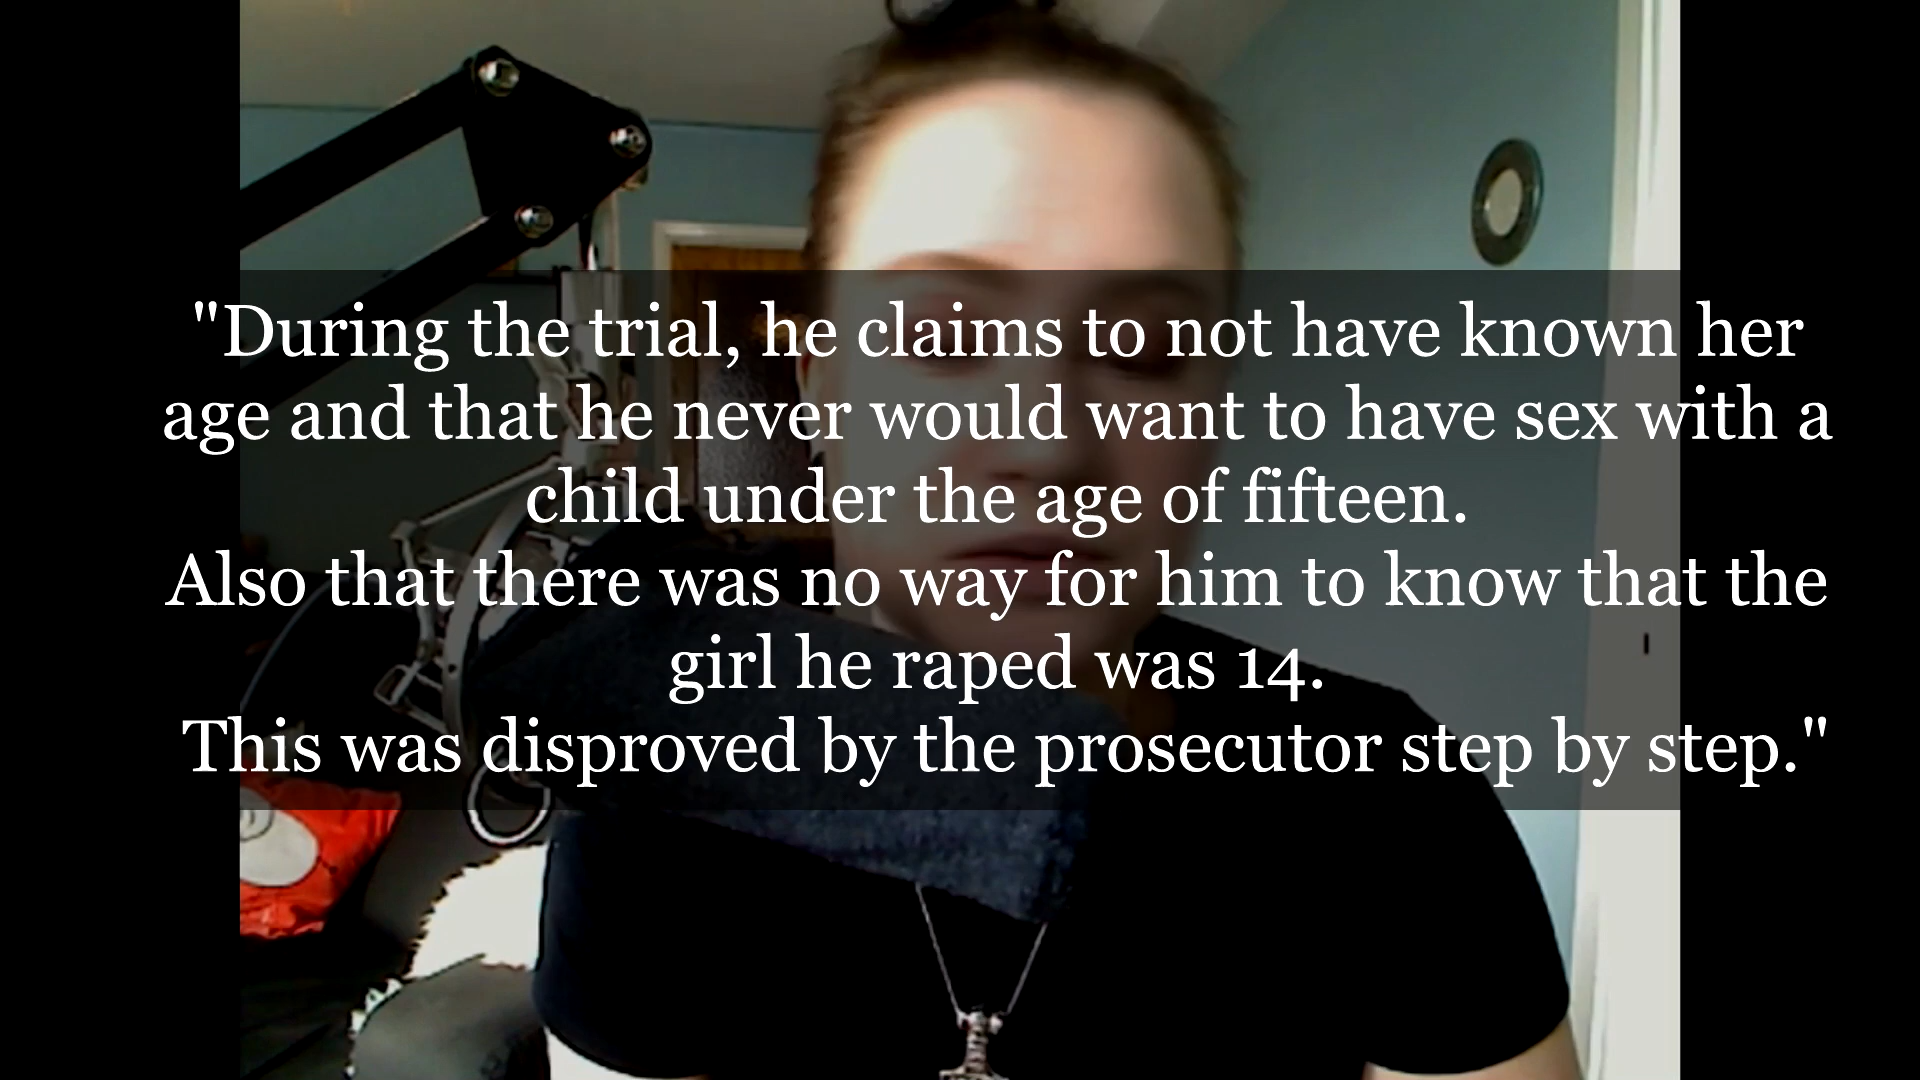 "During the trial, he claims to not have known her
age and that he never would want to have sex with a
child under the age of fifteen.
Also that there was no way for him to know that the
girl he raped was 14.
This was disproved by the prosecutor step by step."